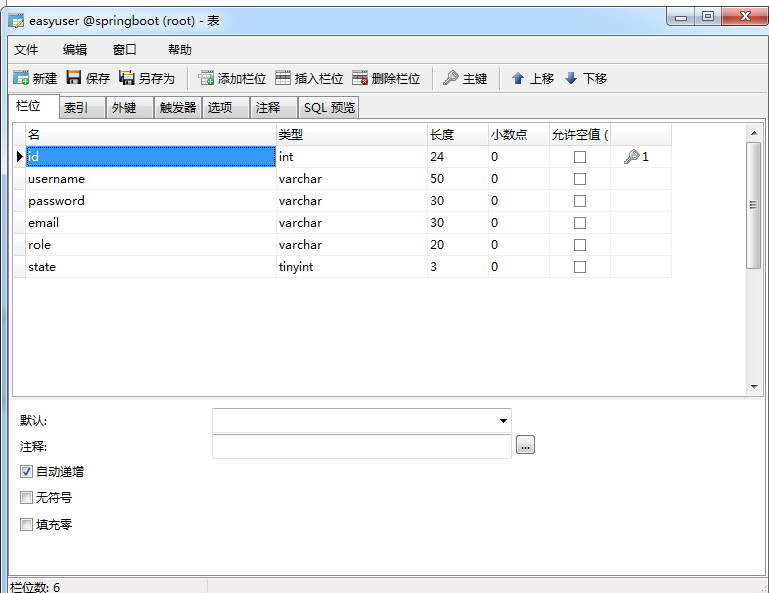 easyuser @springboot (root) - 表
文件 编辑 窗口 帮助
新建 保存 另存为 添加栏位 插入栏位 删除栏位 主键 上移 下移
栏位 索引 外键 触发器 选项 注释 SQL 预览
名 类型 长度 小数点 允许空值 (
id int 24 0 1
username varchar 50 0
password varchar 30 0
email varchar 30 0
role varchar 20 0
state tinyint 3 0
默认:
注释:
...
自动递增
无符号
填充零
栏位数: 6